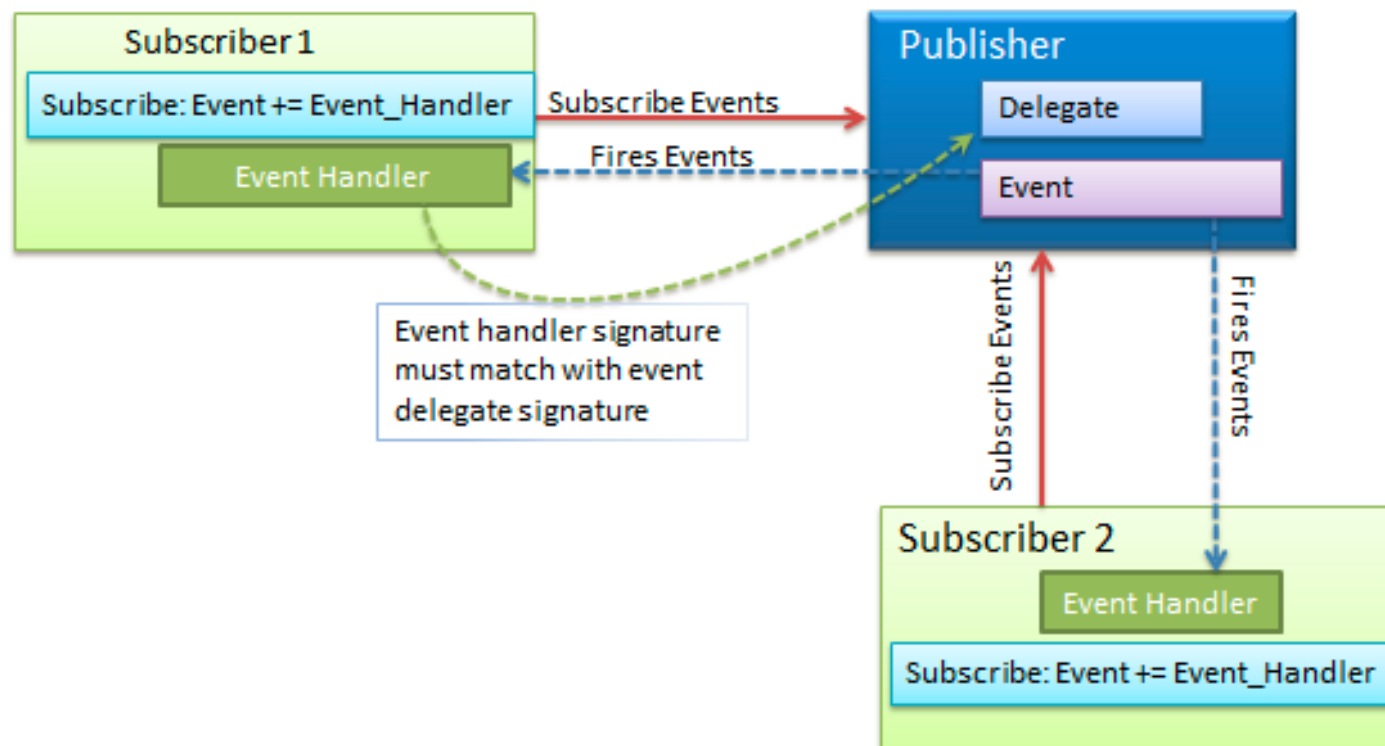 Subscriber 1
Subscribe: Event += Event_Handler
Event Handler
Subscribe Events
Fires Events
Publisher
Delegate
Event
Event handler signature
must match with event
delegate signature
Subscribe Events
Fires Events
Subscriber 2
Event Handler
Subscribe: Event += Event_Handler